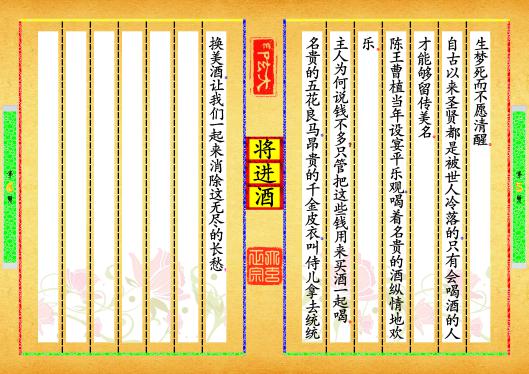 生梦死而不愿清醒。
自古以来圣贤都是被世人冷落的，只有会喝酒的人
才能够留传美名。
陈王曹植当年设宴平乐观，喝着名贵的酒纵情地欢
乐。
主人为何说钱不多，只管把这些钱用来买酒一起喝。
名贵的五花良马，昂贵的千金皮衣，叫侍儿拿去统统
将进酒
换美酒，让我们一起来消除这无尽的长愁。